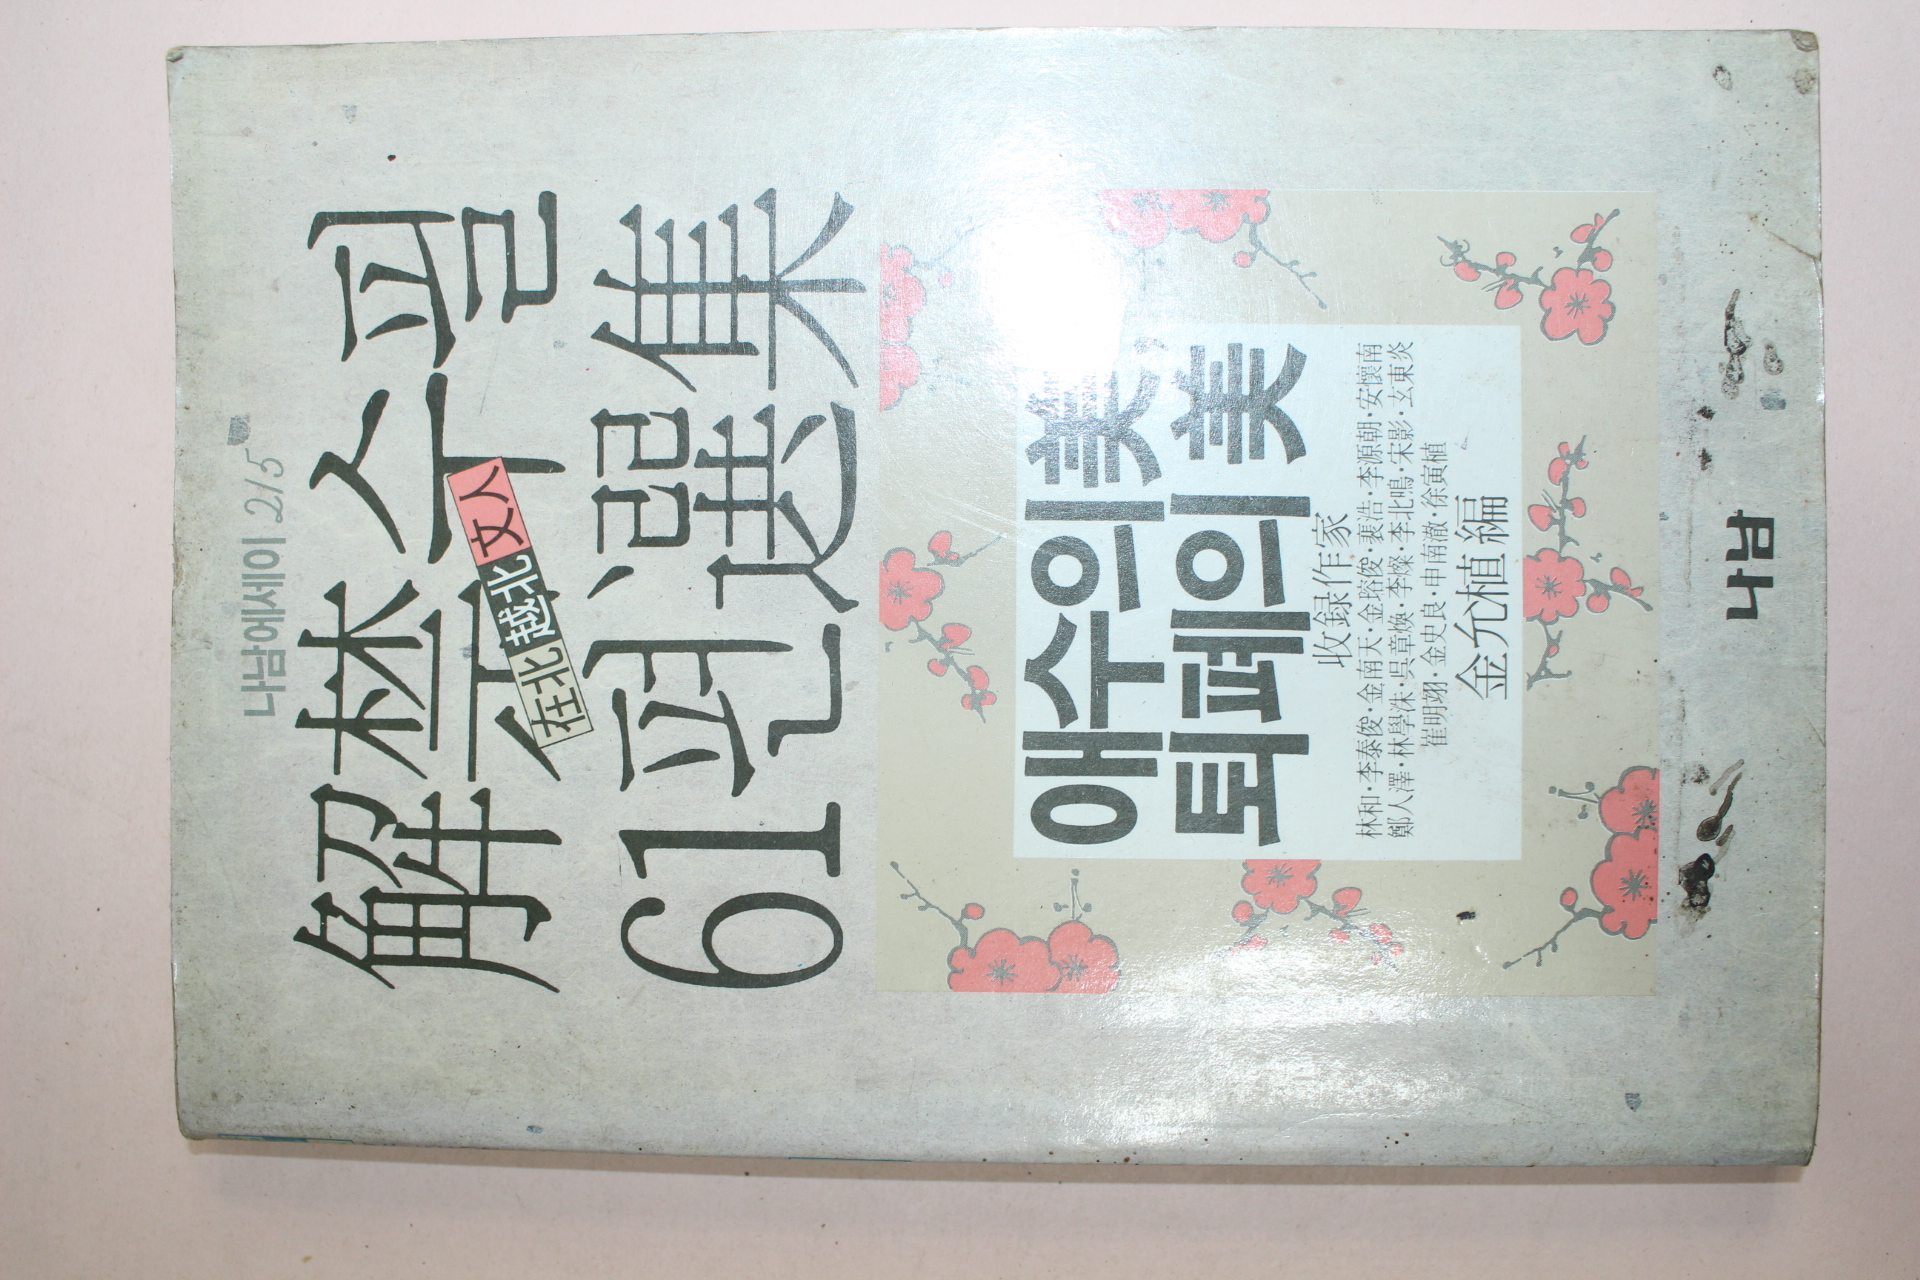 나남에세이 215
解禁수필
在北 越北 女人
61편 選集
애수의 美,
퇴폐의 美
收録作家
林和·李泰俊·金南天·金瑢俊·裵浩·李源朝·安懷南
鄭人澤·林學洙·吳章煥·李燦·李北鳴·宋影·玄東炎
崔明翊·金史良·申南澈·徐寅植
金允植編
나남